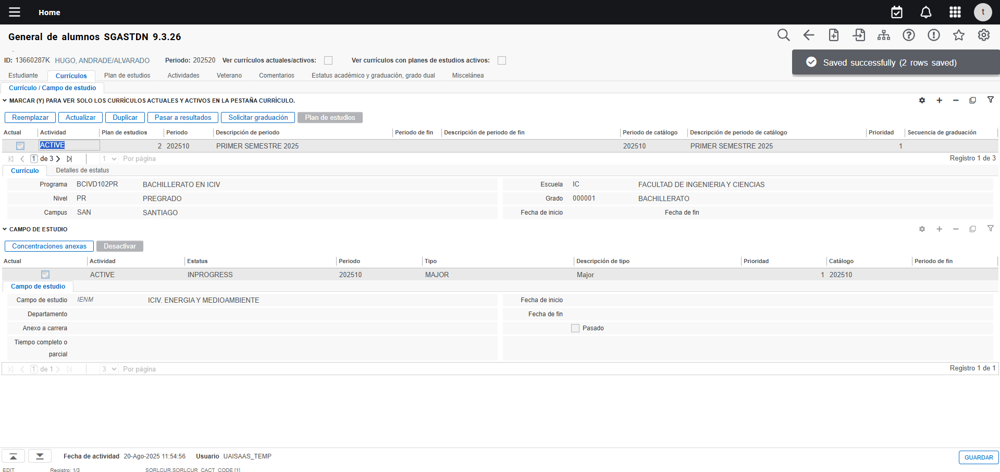 Home
t
General de alumnos SGASTDN 9.3.26
ID: 13660287K HUGO, ANDRADE/ALVARADO Periodo: 202520 Ver currículos actuales/activos: Ver currículos con planes de estudios activos:
Saved successfully (2 rows saved)
Estudiante Currículos Plan de estudios Actividades Veterano Comentarios Estatus académico y graduación, grado dual Miscelánea
Currículo / Campo de estudio
MARCAR (Y) PARA VER SOLO LOS CURRÍCULOS ACTUALES Y ACTIVOS EN LA PESTAÑA CURRÍCULO.
Reemplazar Actualizar Duplicar Pasar a resultados Solicitar graduación Plan de estudios
Actual Actividad Plan de estudios Periodo Descripción de periodo Periodo de fin Descripción de periodo de fin Periodo de catálogo Descripción de periodo de catálogo Prioridad Secuencia de graduación
ACTIVE 2 202510 PRIMER SEMESTRE 2025 202510 PRIMER SEMESTRE 2025 1
1 de 3 1 Por página Registro 1 de 3
Currículo Detalles de estatus
Programa BCIVD102PR BACHILLERATO EN ICIV Escuela IC FACULTAD DE INGENIERIA Y CIENCIAS
Nivel PR PREGRADO Grado 000001 BACHILLERATO
Campus SAN SANTIAGO Fecha de inicio Fecha de fin
CAMPO DE ESTUDIO
Concentraciones anexas Desactivar
Actual Actividad Estatus Periodo Tipo Descripción de tipo Prioridad Catálogo Periodo de fin
ACTIVE INPROGRESS 202510 MAJOR Major 1 202510
Campo de estudio
Campo de estudio IENM ICIV. ENERGIA Y MEDIOAMBIENTE Fecha de inicio
Departamento Fecha de fin
Anexo a carrera Pasado
Tiempo completo o
parcial
1 de 1 3 Por página Registro 1 de 1
Fecha de actividad 20-Ago-2025 11:54:56 Usuario UAISAAS_TEMP GUARDAR
EDIT Registro: 1/3 SORLCUR.SORLCUR_CACT_CODE [1]